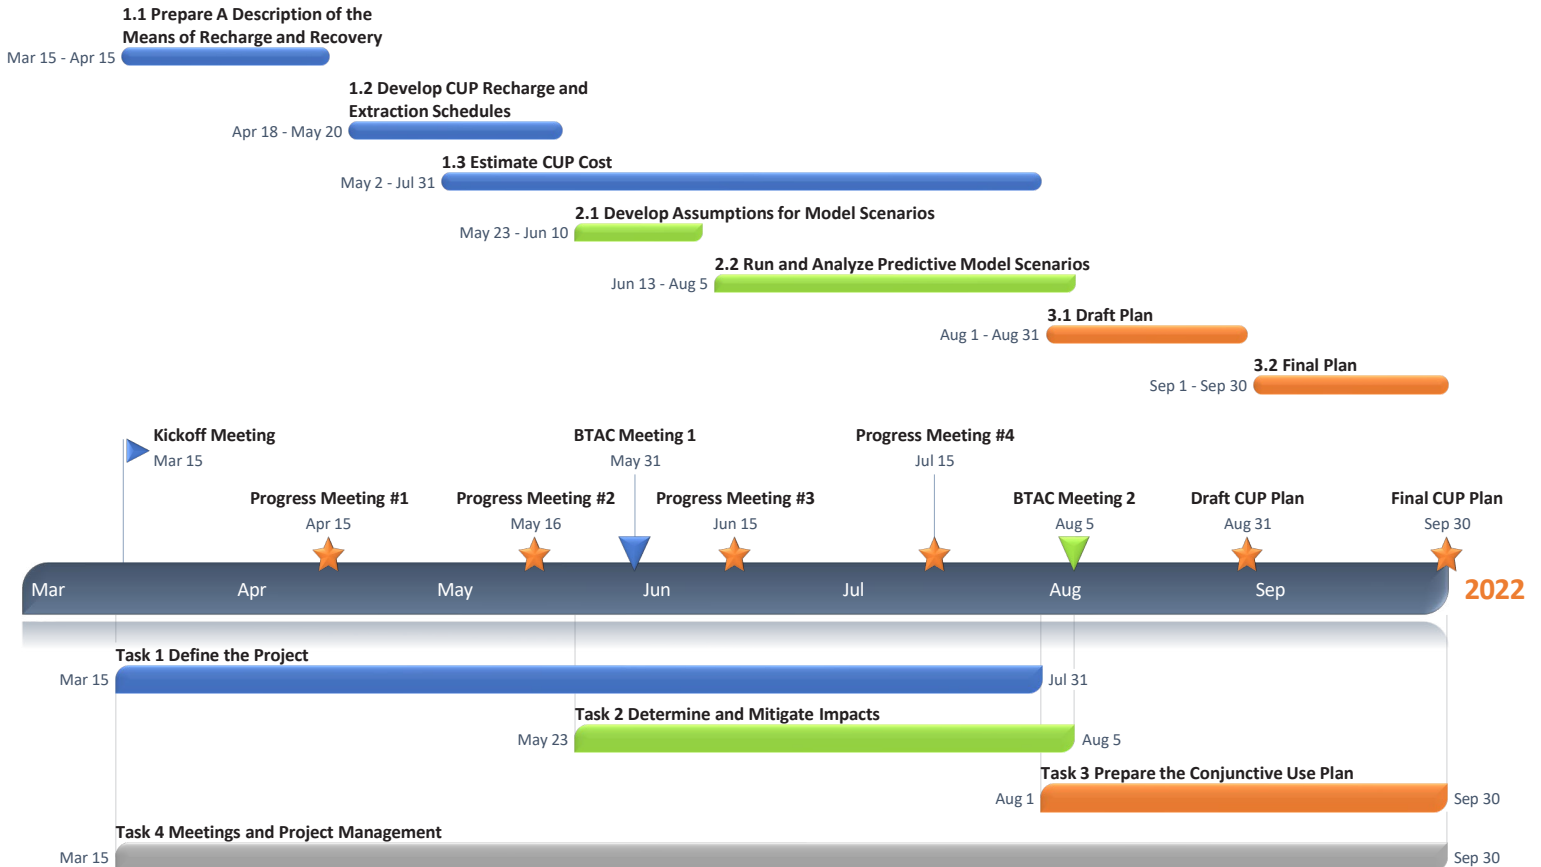 1.1 Prepare A Description of the
Means of Recharge and Recovery
Mar 15 - Apr 15
1.2 Develop CUP Recharge and
Extraction Schedules
Apr 18 - May 20
1.3 Estimate CUP Cost
May 2 - Jul 31
2.1 Develop Assumptions for Model Scenarios
May 23 - Jun 10
2.2 Run and Analyze Predictive Model Scenarios
Jun 13 - Aug 5
3.1 Draft Plan
Aug 1 - Aug 31
3.2 Final Plan
Sep 1 - Sep 30
Kickoff Meeting
Mar 15
BTAC Meeting 1
May 31
Progress Meeting #4
Jul 15
Progress Meeting #1
Apr 15
Progress Meeting #2
May 16
Progress Meeting #3
Jun 15
BTAC Meeting 2
Aug 5
Draft CUP Plan
Aug 31
Final CUP Plan
Sep 30
Mar Apr May Jun Jul Aug Sep 2022
Task 1 Define the Project
Mar 15 Jul 31
Task 2 Determine and Mitigate Impacts
May 23 Aug 5
Task 3 Prepare the Conjunctive Use Plan
Aug 1 Sep 30
Task 4 Meetings and Project Management
Mar 15 Sep 30